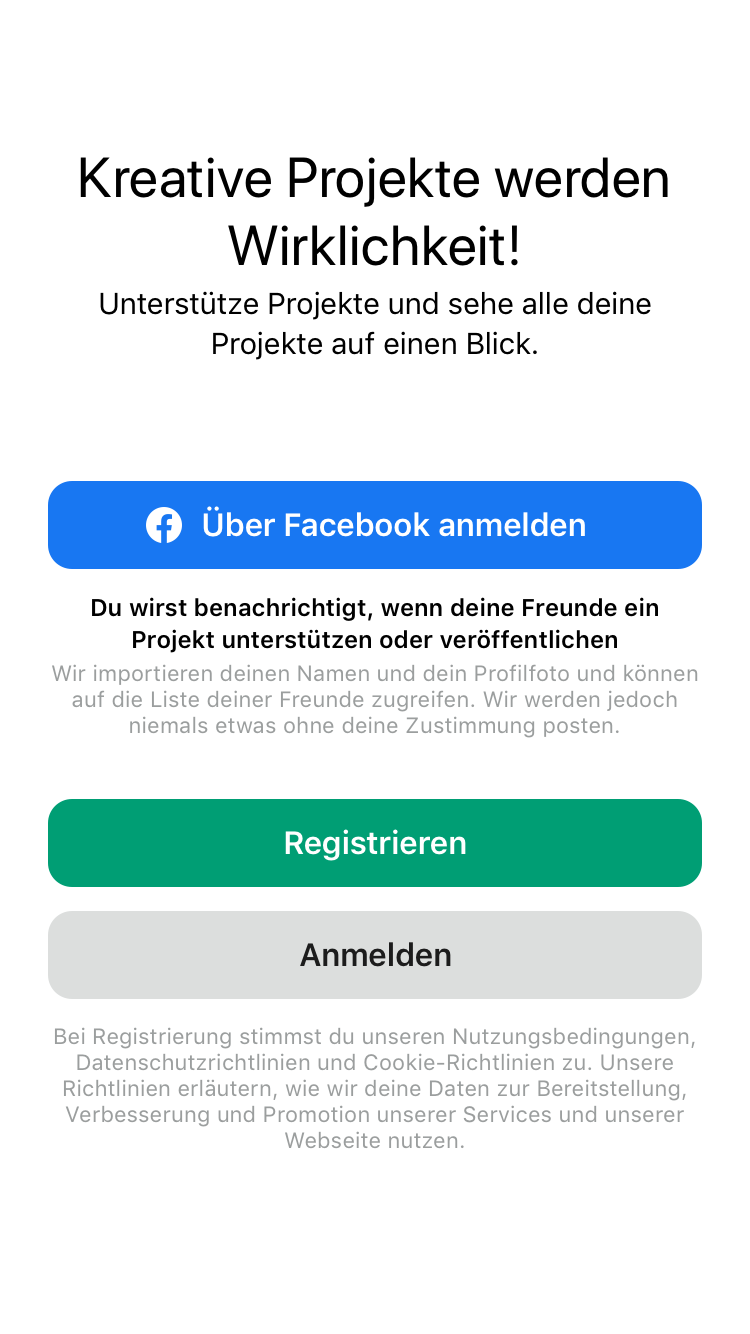 Kreative Projekte werden
Wirklichkeit!
Unterstütze Projekte und sehe alle deine
Projekte auf einen Blick.
Über Facebook anmelden
Du wirst benachrichtigt, wenn deine Freunde ein
Projekt unterstützen oder veröffentlichen
Wir importieren deinen Namen und dein Profilfoto und können
auf die Liste deiner Freunde zugreifen. Wir werden jedoch
niemals etwas ohne deine Zustimmung posten.
Registrieren
Anmelden
Bei Registrierung stimmst du unseren Nutzungsbedingungen,
Datenschutzrichtlinien und Cookie-Richtlinien zu. Unsere
Richtlinien erläutern, wie wir deine Daten zur Bereitstellung,
Verbesserung und Promotion unserer Services und unserer
Webseite nutzen.